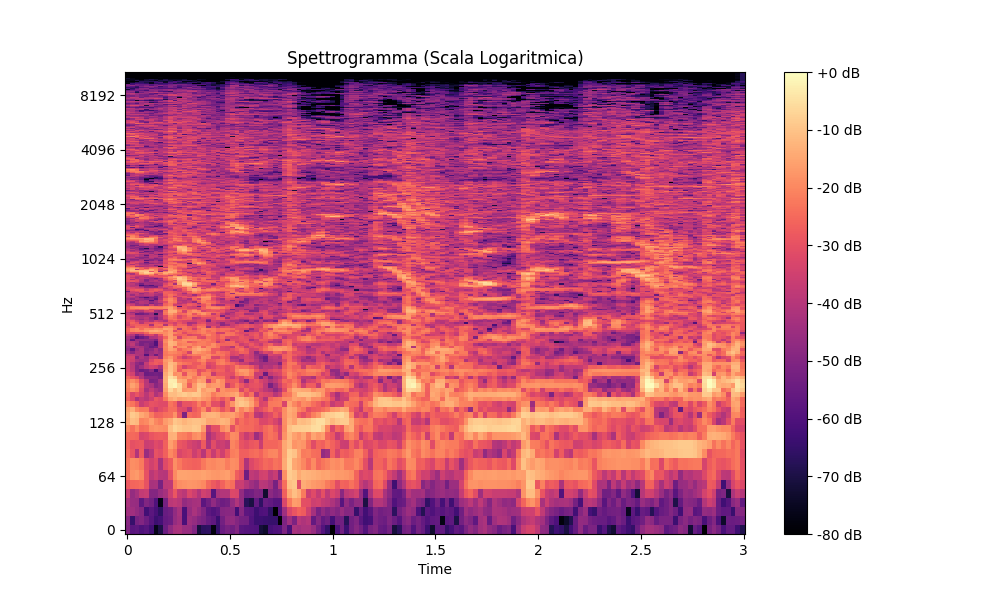 Spettrogramma (Scala Logaritmica)
Hz
8192
4096
2048
1024
512
256
128
64
0
0 0.5 1 1.5 2 2.5 3
Time
+0 dB
-10 dB
-20 dB
-30 dB
-40 dB
-50 dB
-60 dB
-70 dB
-80 dB